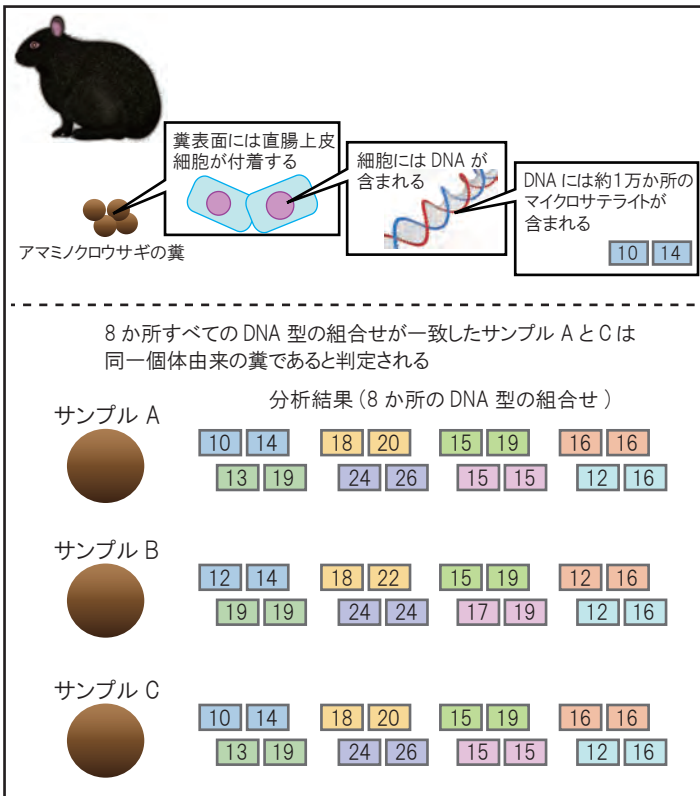 糞表面には直腸上皮
細胞が付着する
細胞には DNA が
含まれる
DNA には約1万か所の
マイクロサテライトが
含まれる
10 14
アマミノクロウサギの糞
8 か所すべての DNA 型の組合せが一致したサンプル A と C は
同一個体由来の糞であると判定される
分析結果 ( 8 か所の DNA 型の組合せ )
サンプル A
10 14 18 20 15 19 16 16
13 19 24 26 15 15 12 16
サンプル B
12 14 18 22 15 19 12 16
19 19 24 24 17 19 12 16
サンプル C
10 14 18 20 15 19 16 16
13 19 24 26 15 15 12 16